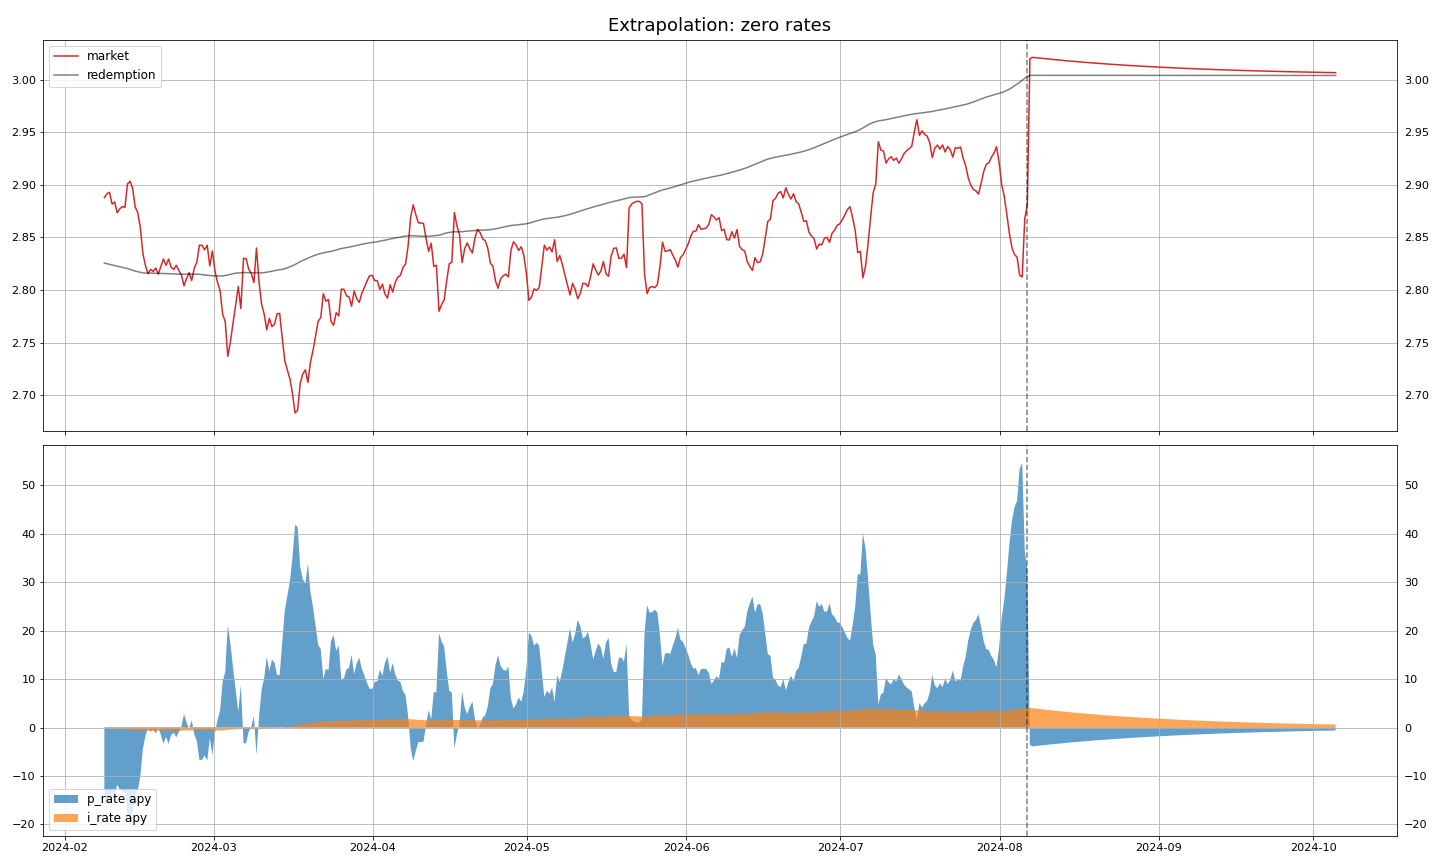 Extrapolation: zero rates
market
redemption
3.00 3.00
2.95 2.95
2.90 2.90
2.85 2.85
2.80 2.80
2.75 2.75
2.70 2.70
50 50
40 40
30 30
20 20
10 10
0 0
−10 −10
−20 −20
p_rate apy
i_rate apy
2024-02 2024-03 2024-04 2024-05 2024-06 2024-07 2024-08 2024-09 2024-10